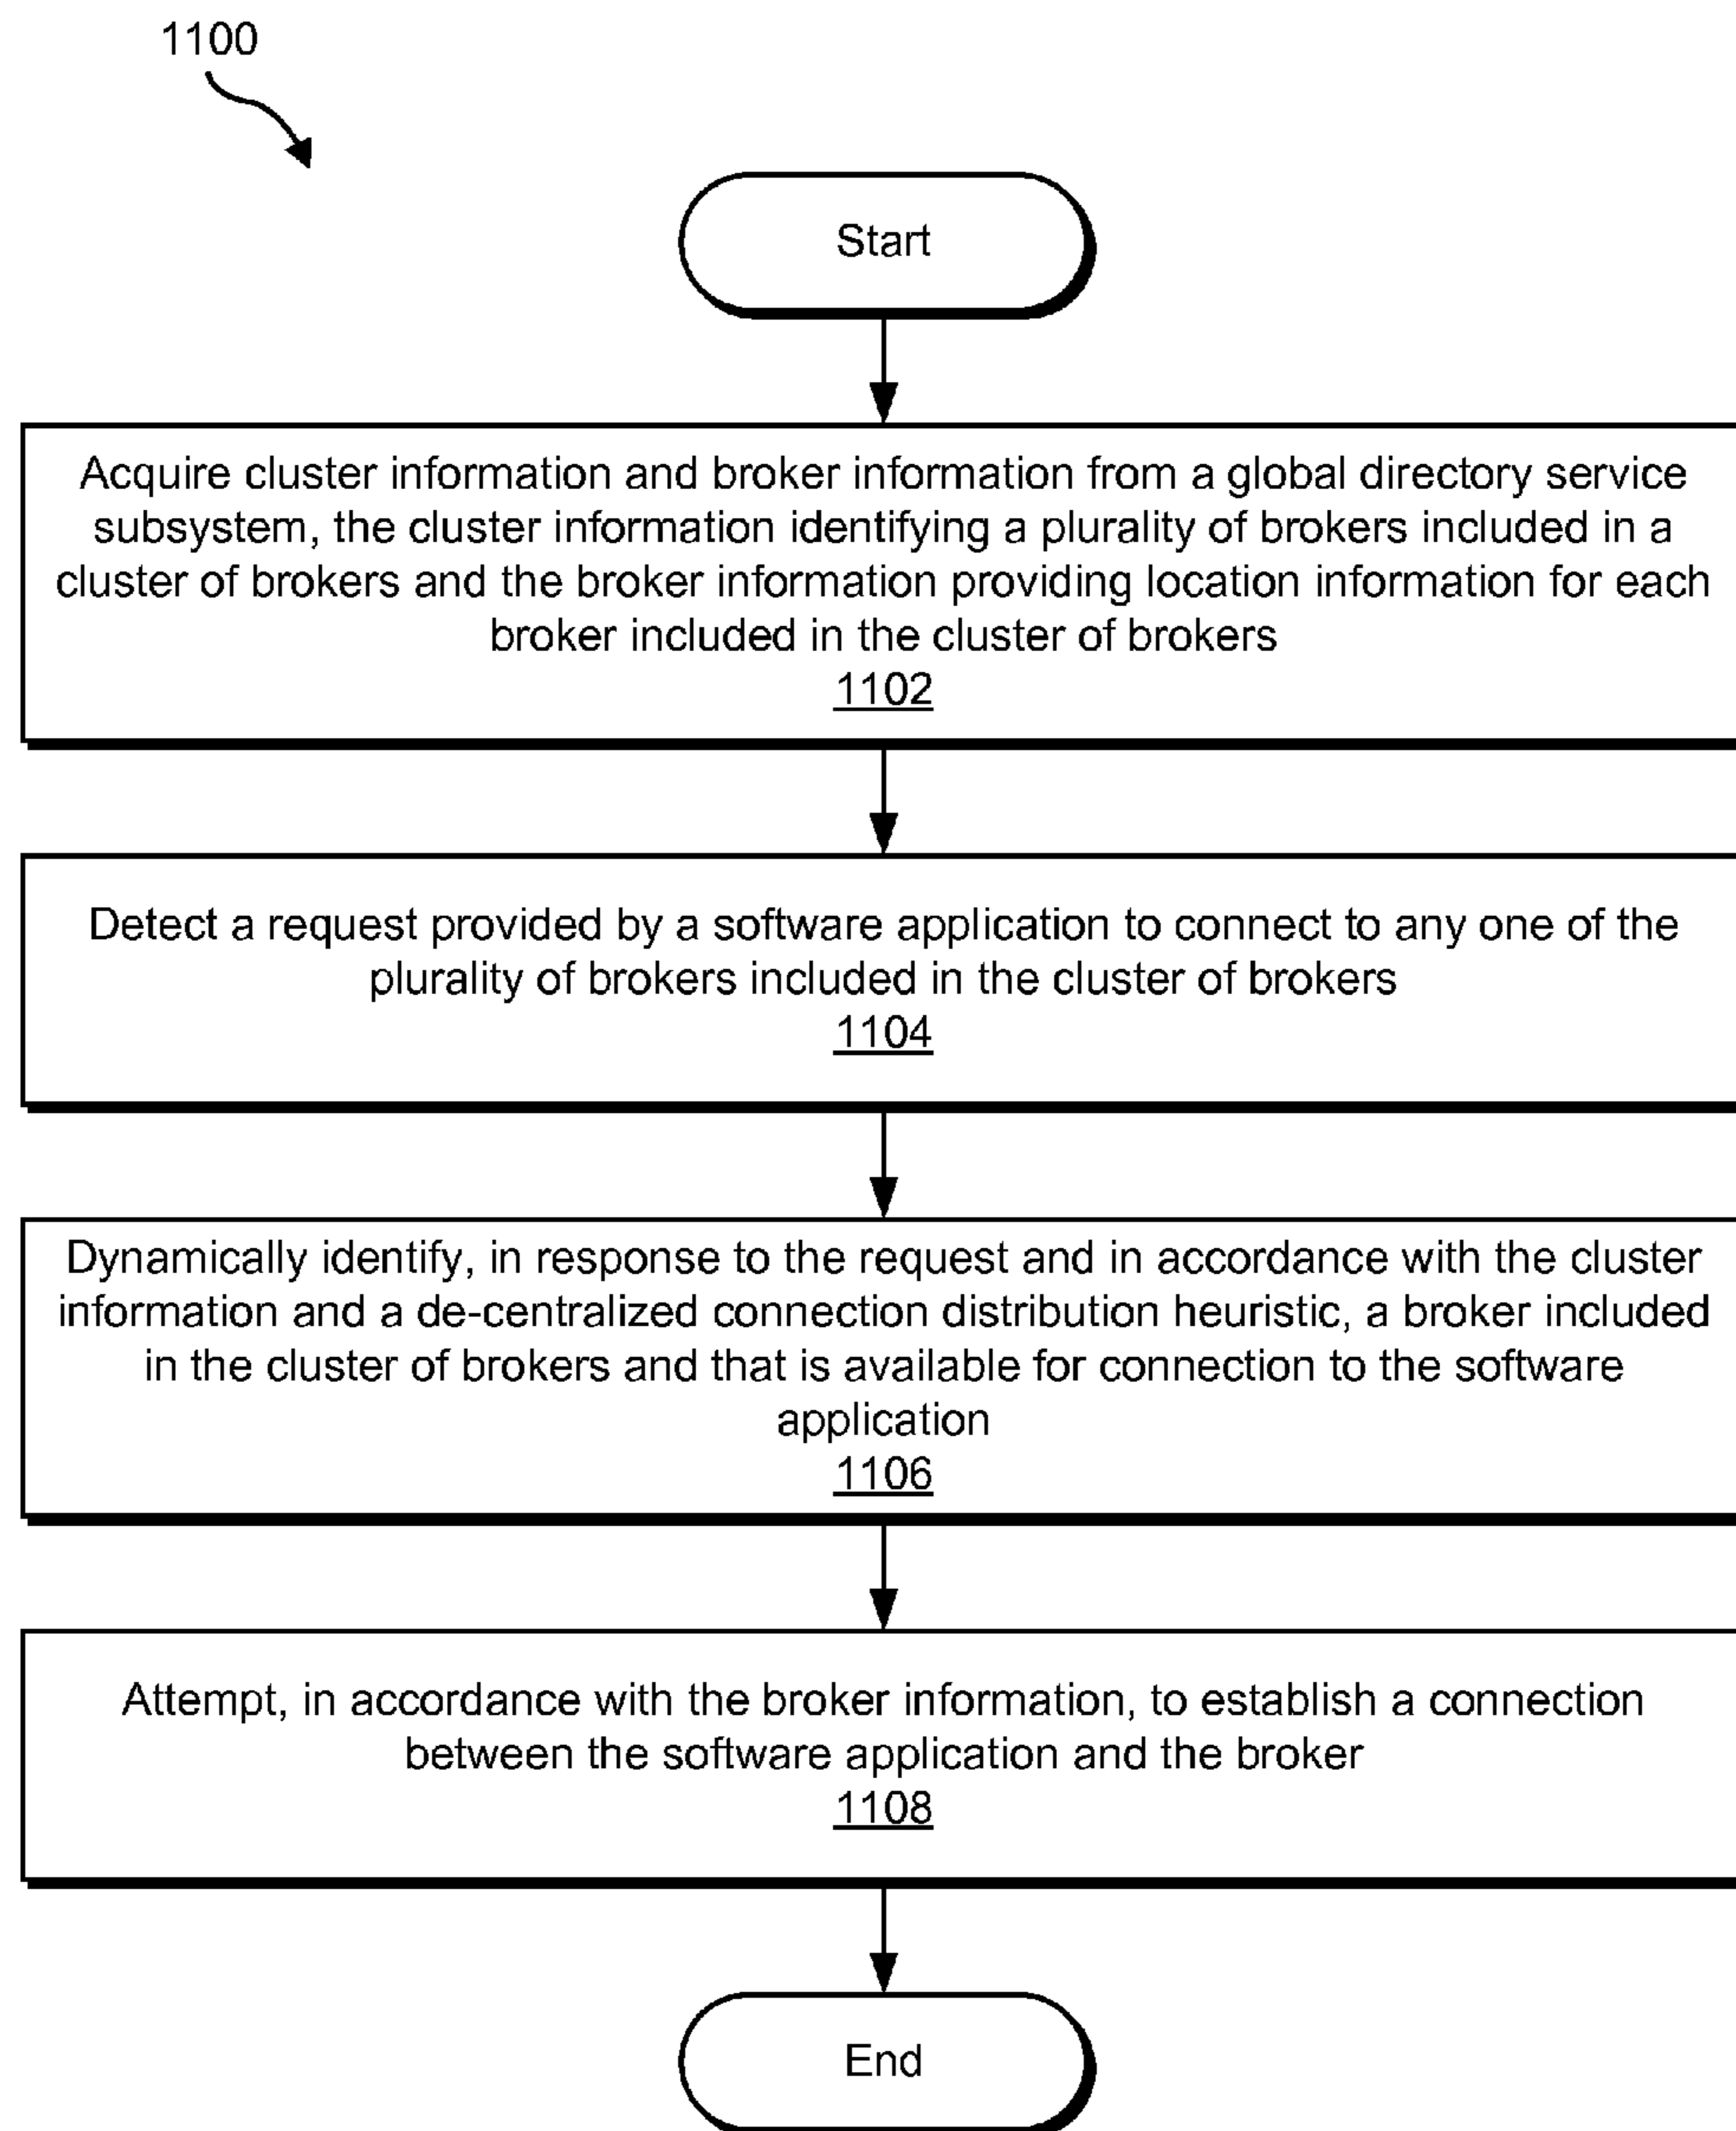 1100
Start
Acquire cluster information and broker information from a global directory service
subsystem, the cluster information identifying a plurality of brokers included in a
cluster of brokers and the broker information providing location information for each
broker included in the cluster of brokers
1102
Detect a request provided by a software application to connect to any one of the
plurality of brokers included in the cluster of brokers
1104
Dynamically identify, in response to the request and in accordance with the cluster
information and a de-centralized connection distribution heuristic, a broker included
in the cluster of brokers and that is available for connection to the software
application
1106
Attempt, in accordance with the broker information, to establish a connection
between the software application and the broker
1108
End